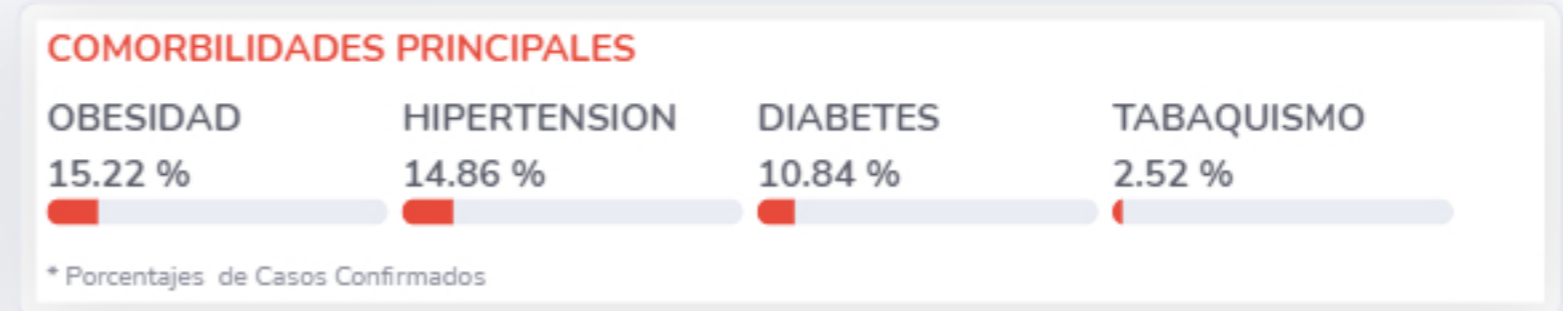 COMORBILIDADES PRINCIPALES
OBESIDAD HIPERTENSION DIABETES TABAQUISMO
15.22 % 14.86 % 10.84 % 2.52 %
* Porcentajes de Casos Confirmados